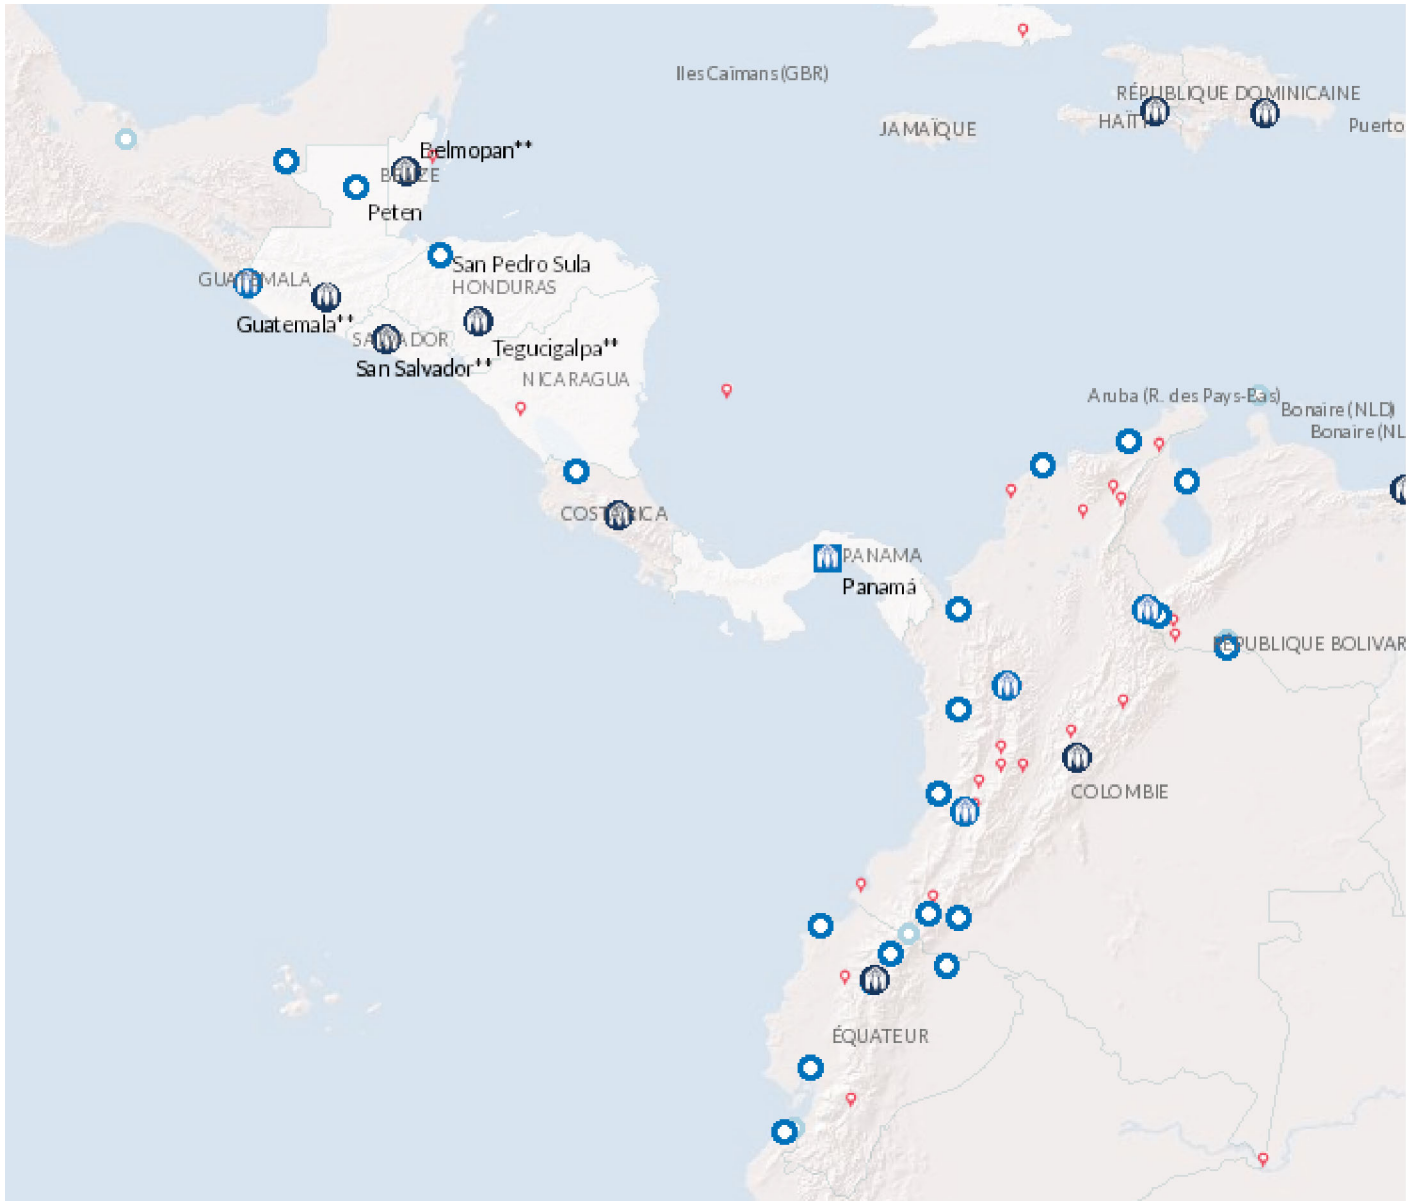 Iles Caïmans (GBR)
RÉPUBLIQUE DOMINICAINE
HAÏTI
JAMAÏQUE
Puerto
Belmopan**
BELIZE
Peten
San Pedro Sula
GUATEMALA
HONDURAS
Guatemala**
SALVADOR
Tegucigalpa**
San Salvador**
NICARAGUA
Aruba (R. des Pays-Bas)
Bonaire (NLD)
Bonaire (NL
COSTA RICA
PANAMA
Panamá
RÉPUBLIQUE BOLIVAR
COLOMBIE
ÉQUATEUR